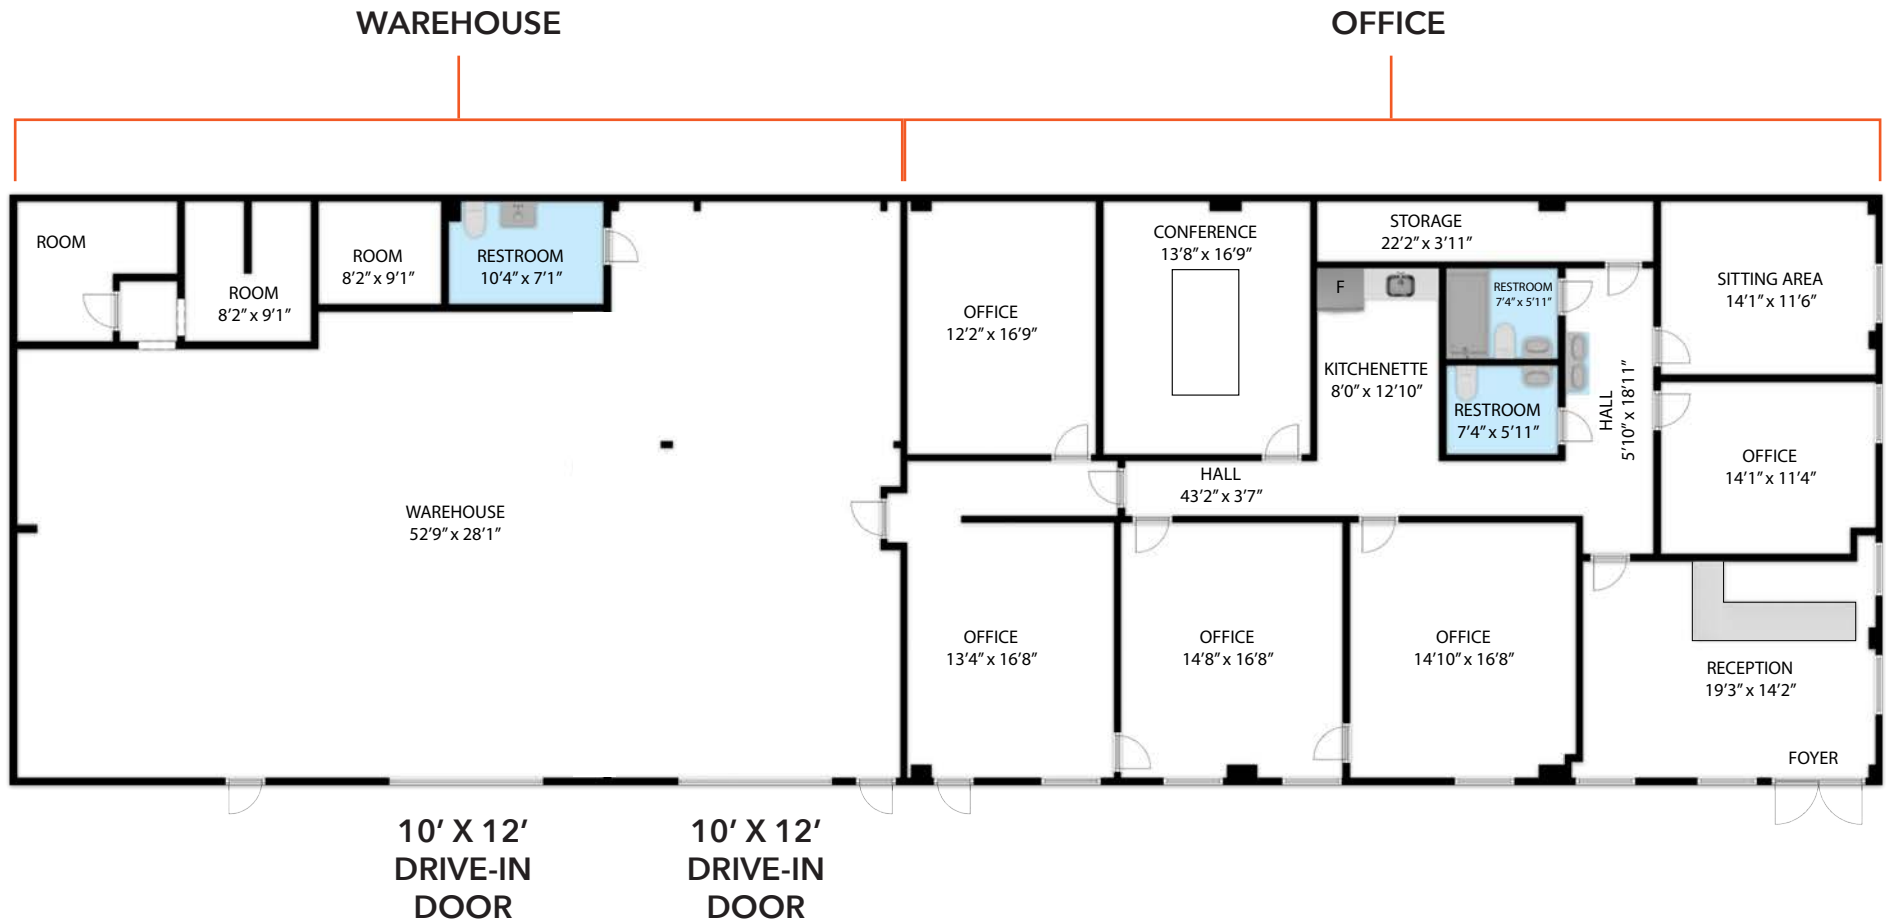 WAREHOUSE
OFFICE
ROOM
ROOM
8'2" x 9'1"
ROOM
8'2" x 9'1"
RESTROOM
10'4" x 7'1"
WAREHOUSE
52'9" x 28'1"
OFFICE
12'2" x 16'9"
CONFERENCE
13'8" x 16'9"
STORAGE
22'2" x 3'11"
F
KITCHENETTE
8'0" x 12'10"
RESTROOM
7'4" x 5'11"
RESTROOM
7'4" x 5'11"
HALL
5'10" x 18'11"
SITTING AREA
14'1" x 11'6"
OFFICE
14'1" x 11'4"
HALL
43'2" x 3'7"
OFFICE
13'4" x 16'8"
OFFICE
14'8" x 16'8"
OFFICE
14'10" x 16'8"
RECEPTION
19'3" x 14'2"
FOYER
10' X 12'
DRIVE-IN
DOOR
10' X 12'
DRIVE-IN
DOOR